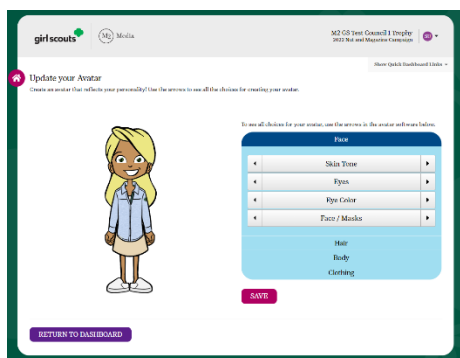 girl scouts
M2 Media
M2 GS Test Council 1 Trophy
2022 Nut and Magazine Campaign
Show Quick Dashboard Links
Update your Avatar
Create an avatar that reflects your personality! Use the arrows to see all the choices for creating your avatar.
To see all choices for your avatar, use the arrows in the avatar software below.
Face
Skin Tone
Eyes
Eye Color
Face / Masks
Hair
Body
Clothing
SAVE
RETURN TO DASHBOARD